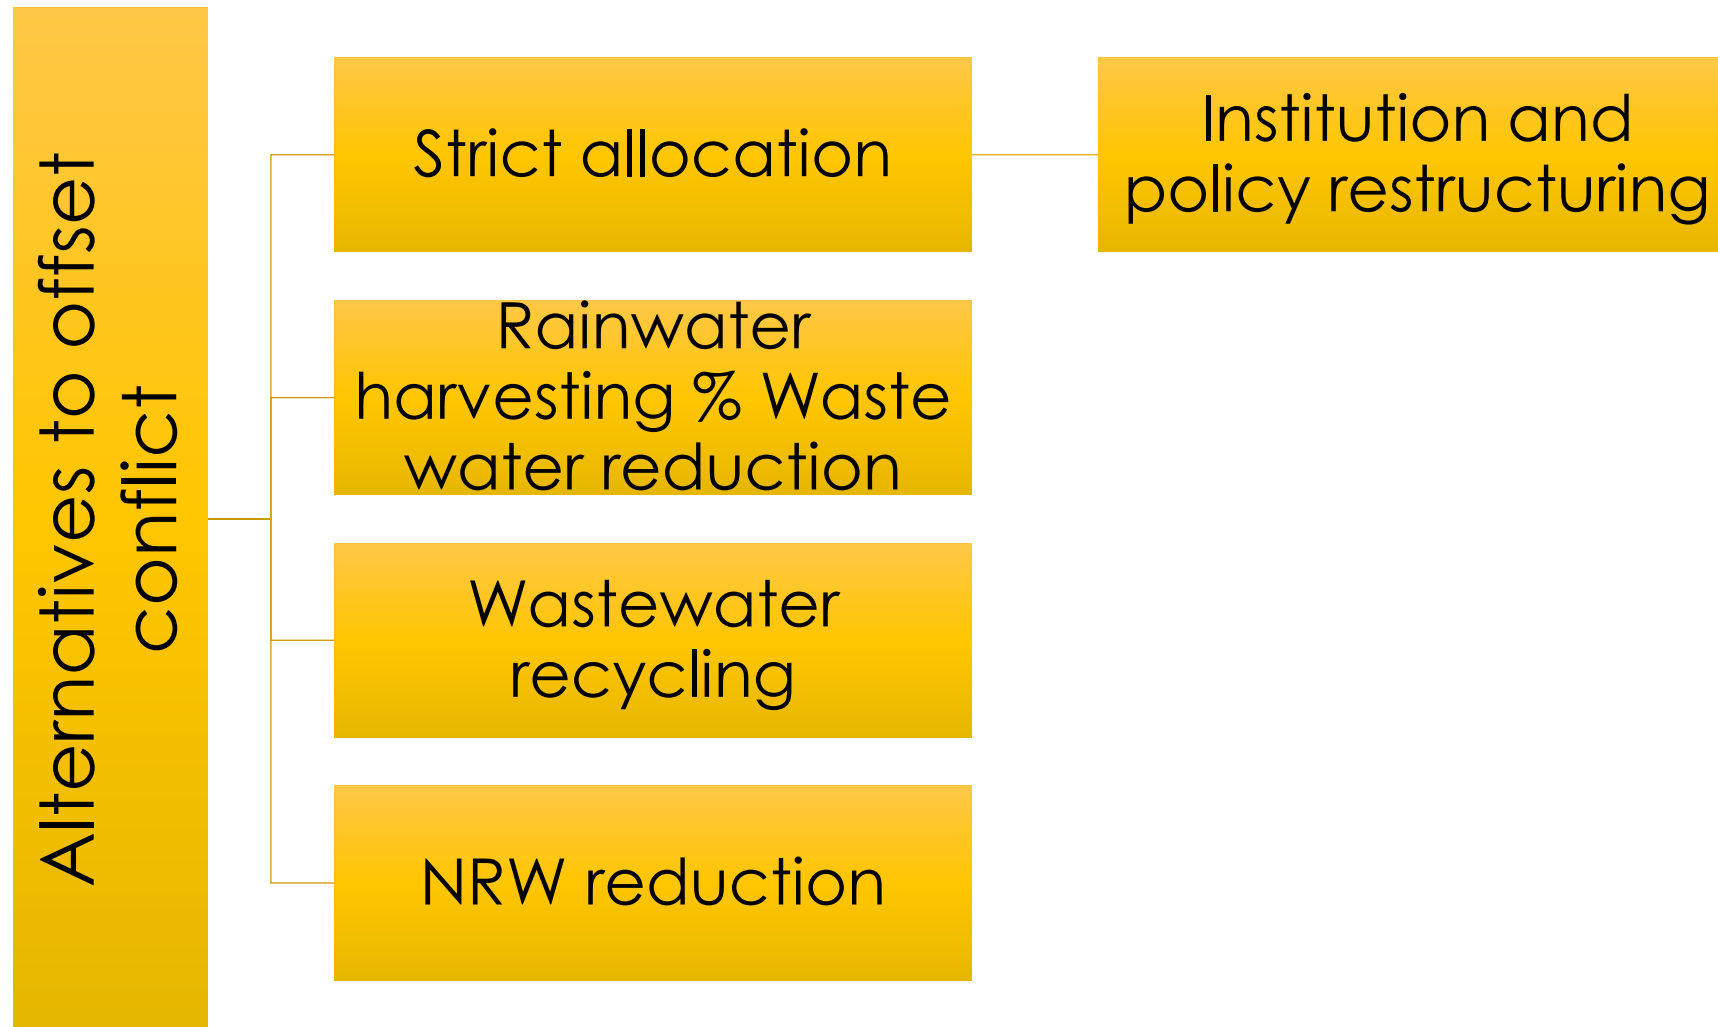 Alternatives to offset
conflict
Strict allocation
Institution and
policy restructuring
Rainwater
harvesting % Waste
water reduction
Wastewater
recycling
NRW reduction